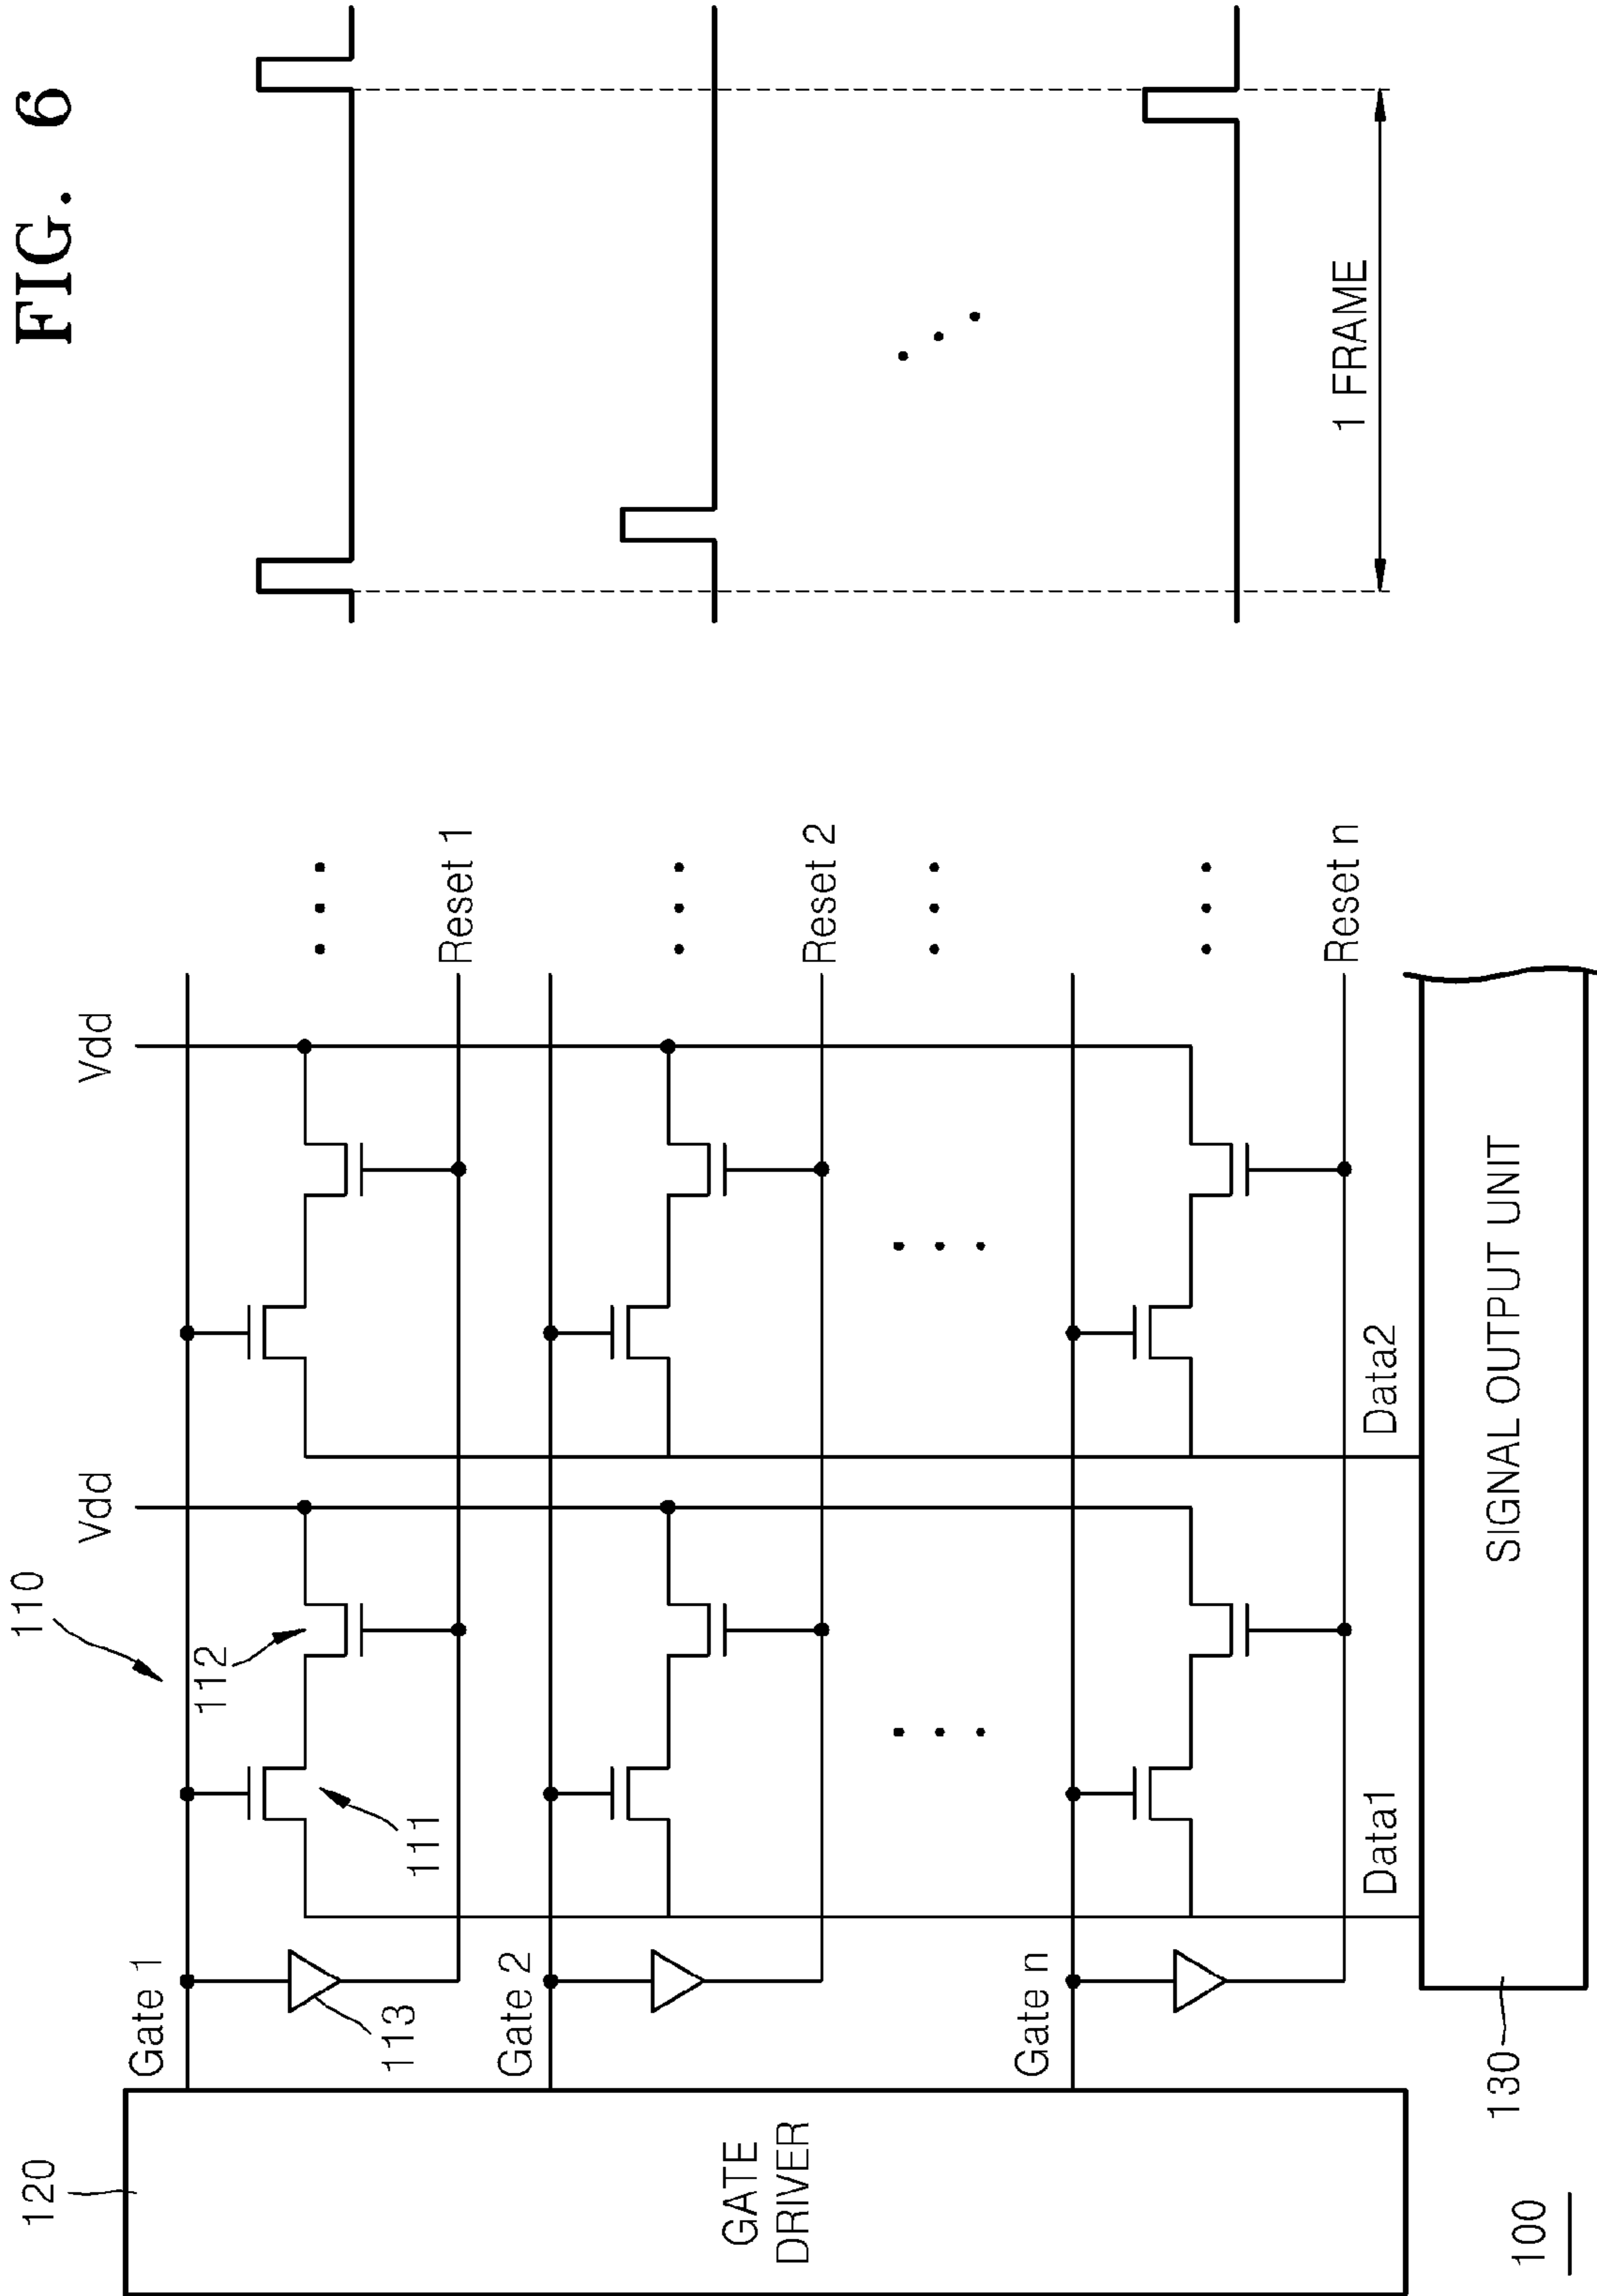 FIG. 6
120
110
Vdd
Vdd
Gate 1
112
111
113
Reset 1
Gate 2
Reset 2
GATE
DRIVER
Gate n
Reset n
Data1
Data2
1 FRAME
SIGNAL OUTPUT UNIT
130
100